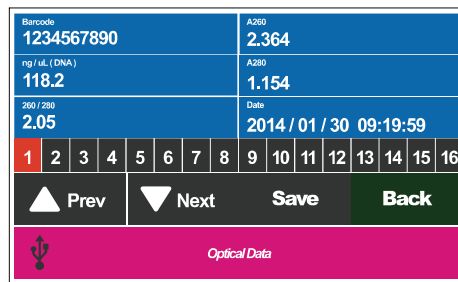 Barcode
1234567890
A260
2.364
ng / uL ( DNA )
118.2
A280
1.154
260 / 280
2.05
Date
2014 / 01 / 30 09:19:59
1 2 3 4 5 6 7 8 9 10 11 12 13 14 15 16
Prev Next Save Back
Optical Data